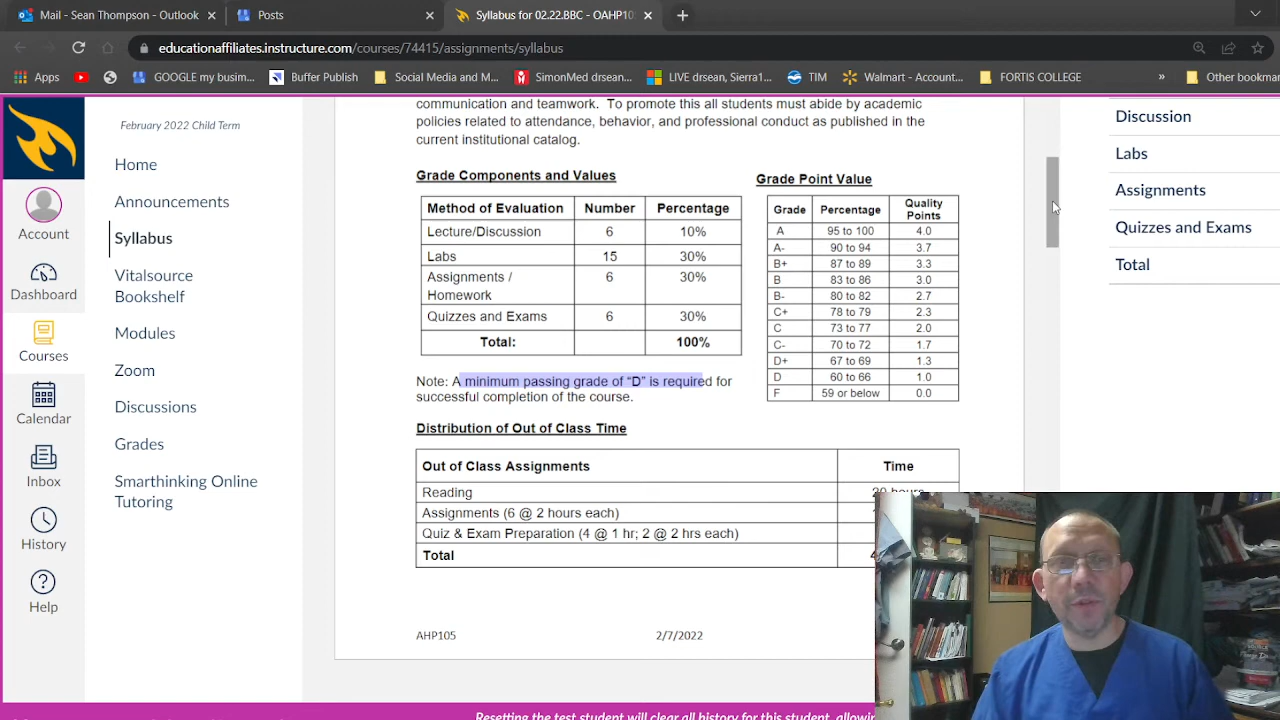 Mail - Sean Thompson - Outlook
Posts
Syllabus for 02.22.BBC - OAHP10
educationaffiliates.instructure.com/courses/74415/assignments/syllabus
Apps
GOOGLE my busim...
Buffer Publish
Social Media and M...
SimonMed drsean,...
LIVE drsean, Sierra1...
TIM
Walmart - Account...
FORTIS COLLEGE
»
Other bookmar
February 2022 Child Term
Home
Announcements
Syllabus
Vitalsource
Bookshelf
Modules
Zoom
Discussions
Grades
Smarthinking Online
Tutoring
Account
Dashboard
Courses
Calendar
Inbox
History
Help
communication and teamwork. To promote this all students must abide by academic
policies related to attendance, behavior, and professional conduct as published in the
current institutional catalog.
Grade Components and Values
Method of Evaluation Number Percentage
Lecture/Discussion 6 10%
Labs 15 30%
Assignments / 6 30%
Homework
Quizzes and Exams 6 30%
Total: 100%
Note: A minimum passing grade of “D” is required for
successful completion of the course.
Grade Point Value
Grade Percentage Quality
Points
A 95 to 100 4.0
A- 90 to 94 3.7
B+ 87 to 89 3.3
B 83 to 86 3.0
B- 80 to 82 2.7
C+ 78 to 79 2.3
C 73 to 77 2.0
C- 70 to 72 1.7
D+ 67 to 69 1.3
D 60 to 66 1.0
F 59 or below 0.0
Distribution of Out of Class Time
Out of Class Assignments Time
Reading hours
Assignments (6 @ 2 hours each)
Quiz & Exam Preparation (4 @ 1 hr; 2 @ 2 hrs each)
Total
AHP105 2/7/2022
Discussion
Labs
Assignments
Quizzes and Exams
Total
Resetting the test student will clear all history for this student, allowin